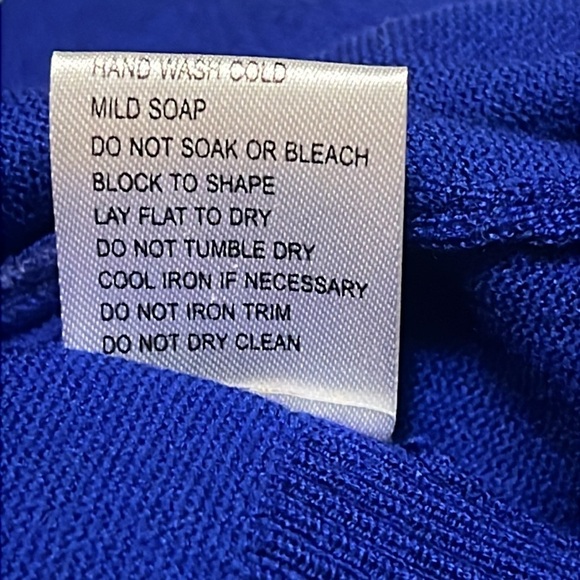 HAND WASH COLD
MILD SOAP
DO NOT SOAK OR BLEACH
BLOCK TO SHAPE
LAY FLAT TO DRY
DO NOT TUMBLE DRY
COOL IRON IF NECESSARY
DO NOT IRON TRIM
DO NOT DRY CLEAN